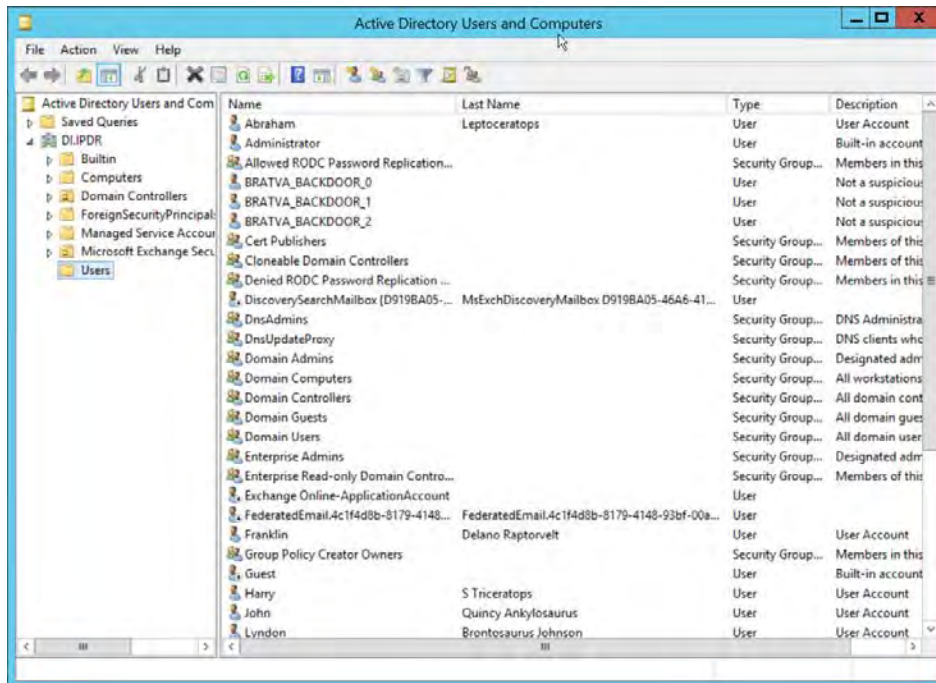 Active Directory Users and Computers
File Action View Help
Active Directory Users and Com
Saved Queries
DI.IPDR
Builtin
Computers
Domain Controllers
ForeignSecurityPrincipal
Managed Service Accour
Microsoft Exchange Secu
Users
Name Last Name Type Description
Abraham Leptoceratops User User Account
Administrator User Built-in account
Allowed RODC Password Replication... Security Group... Members in this
BRATVA_BACKDOOR_0 User Not a suspiciou
BRATVA_BACKDOOR_1 User Not a suspiciou
BRATVA_BACKDOOR_2 User Not a suspiciou
Cert Publishers Security Group... Members of this
Cloneable Domain Controllers Security Group... Members of this
Denied RODC Password Replication ... Security Group... Members in this
DiscoverySearchMailbox {D919BA05-... MsExchDiscoveryMailbox D919BA05-46A6-41... User
DnsAdmins Security Group... DNS Administra
DnsUpdateProxy Security Group... DNS clients who
Domain Admins Security Group... Designated adm
Domain Computers Security Group... All workstations
Domain Controllers Security Group... All domain cont
Domain Guests Security Group... All domain gues
Domain Users Security Group... All domain user
Enterprise Admins Security Group... Designated adm
Enterprise Read-only Domain Contro... Security Group... Members of this
Exchange Online-ApplicationAccount User
FederatedEmail.4c1f4d8b-8179-4148... FederatedEmail.4c1f4d8b-8179-4148-93bf-00a... User
Franklin Delano Raptorvelt User User Account
Group Policy Creator Owners Security Group... Members in this
Guest User Built-in account
Harry S Triceratops User User Account
John Quincy Ankylosaurus User User Account
Lyndon Brontosaurus Johnson User User Account